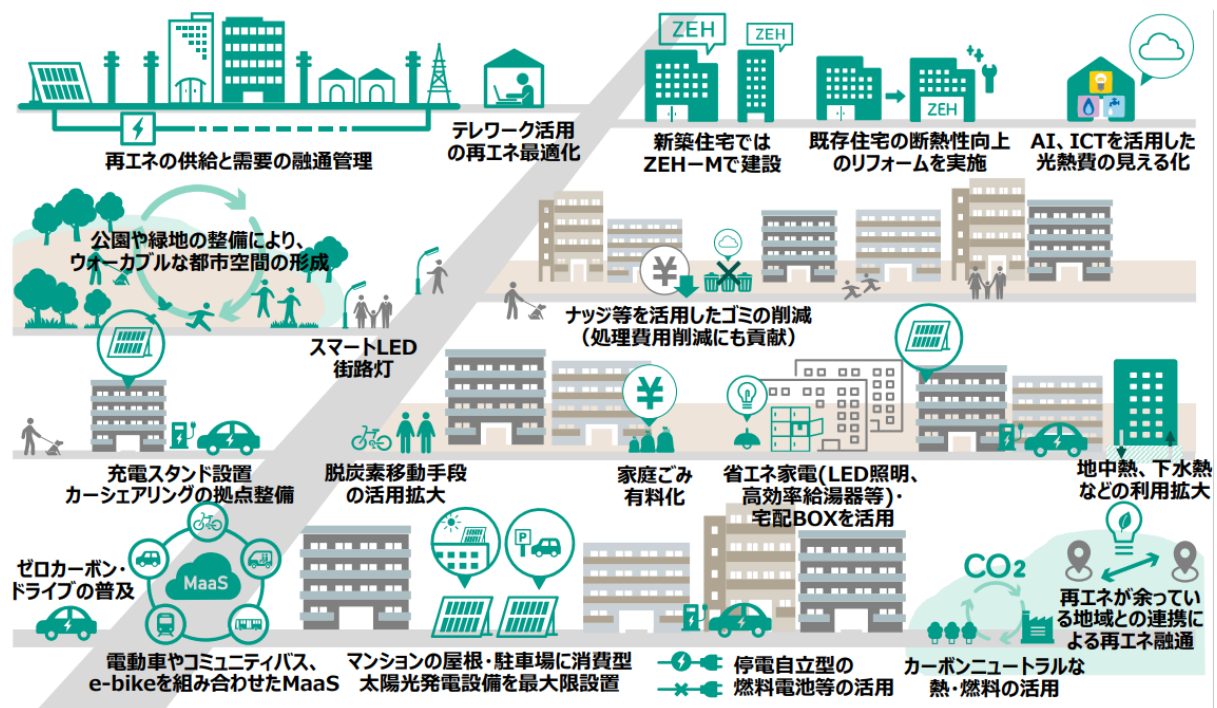 ZEH
ZEH
ZEH
再エネの供給と需要の融通管理
テレワーク活用
の再エネ最適化
新築住宅では
ZEHーMで建設
既存住宅の断熱性向上
のリフォームを実施
AI、ICTを活用した
光熱費の見える化
公園や緑地の整備により、
ウォーカブルな都市空間の形成
スマートLED
街路灯
¥
ナッジ等を活用したゴミの削減
（処理費用削減にも貢献）
充電スタンド設置
カーシェアリングの拠点整備
脱炭素移動手段
の活用拡大
¥
家庭ごみ
有料化
省エネ家電(LED照明、
高効率給湯器等)・
宅配BOXを活用
地中熱、下水熱
などの利用拡大
ゼロカーボン・
ドライブの普及
MaaS
電動車やコミュニティバス、
e-bikeを組み合わせたMaaS
P
マンションの屋根・駐車場に消費型
太陽光発電設備を最大限設置
停電自立型の
燃料電池等の活用
CO2
カーボンニュートラルな
熱・燃料の活用
再エネが余ってい
る地域との連携に
よる再エネ融通